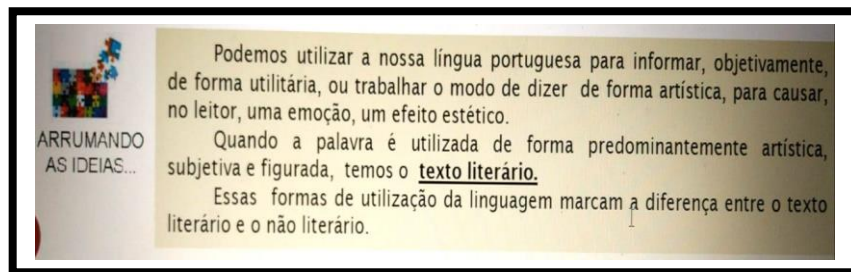 Podemos utilizar a nossa língua portuguesa para informar, objetivamente,
de forma utilitária, ou trabalhar o modo de dizer de forma artística, para causar,
no leitor, uma emoção, um efeito estético.
ARRUMANDO
AS IDEIAS...
Quando a palavra é utilizada de forma predominantemente artística,
subjetiva e figurada, temos o texto literário.
Essas formas de utilização da linguagem marcam a diferença entre o texto
literário e o não literário.